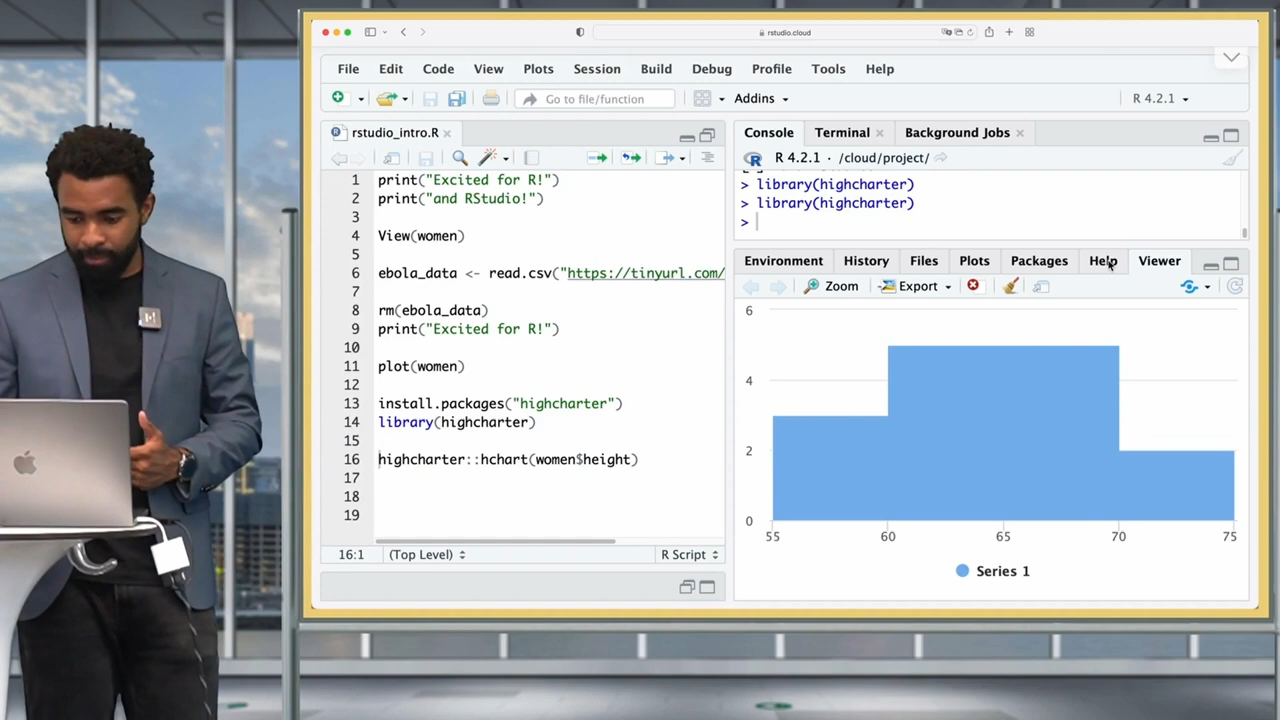 rstudio.cloud
File Edit Code View Plots Session Build Debug Profile Tools Help
Go to file/function Addins R 4.2.1
rstudio_intro.R
1 print("Excited for R!")
2 print("and RStudio!")
3
4 View(women)
5
6 ebola_data <- read.csv("https://tinyurl.com/
7
8 rm(ebola_data)
9 print("Excited for R!")
10
11 plot(women)
12
13 install.packages("highcharter")
14 library(highcharter)
15
16 highcharter::hchart(women$height)
17
18
19
16:1 (Top Level) R Script
Console Terminal Background Jobs
R R 4.2.1 · /cloud/project/
> library(highcharter)
> library(highcharter)
>
Environment History Files Plots Packages Help Viewer
Zoom Export
6
4
2
0
55 60 65 70 75
Series 1